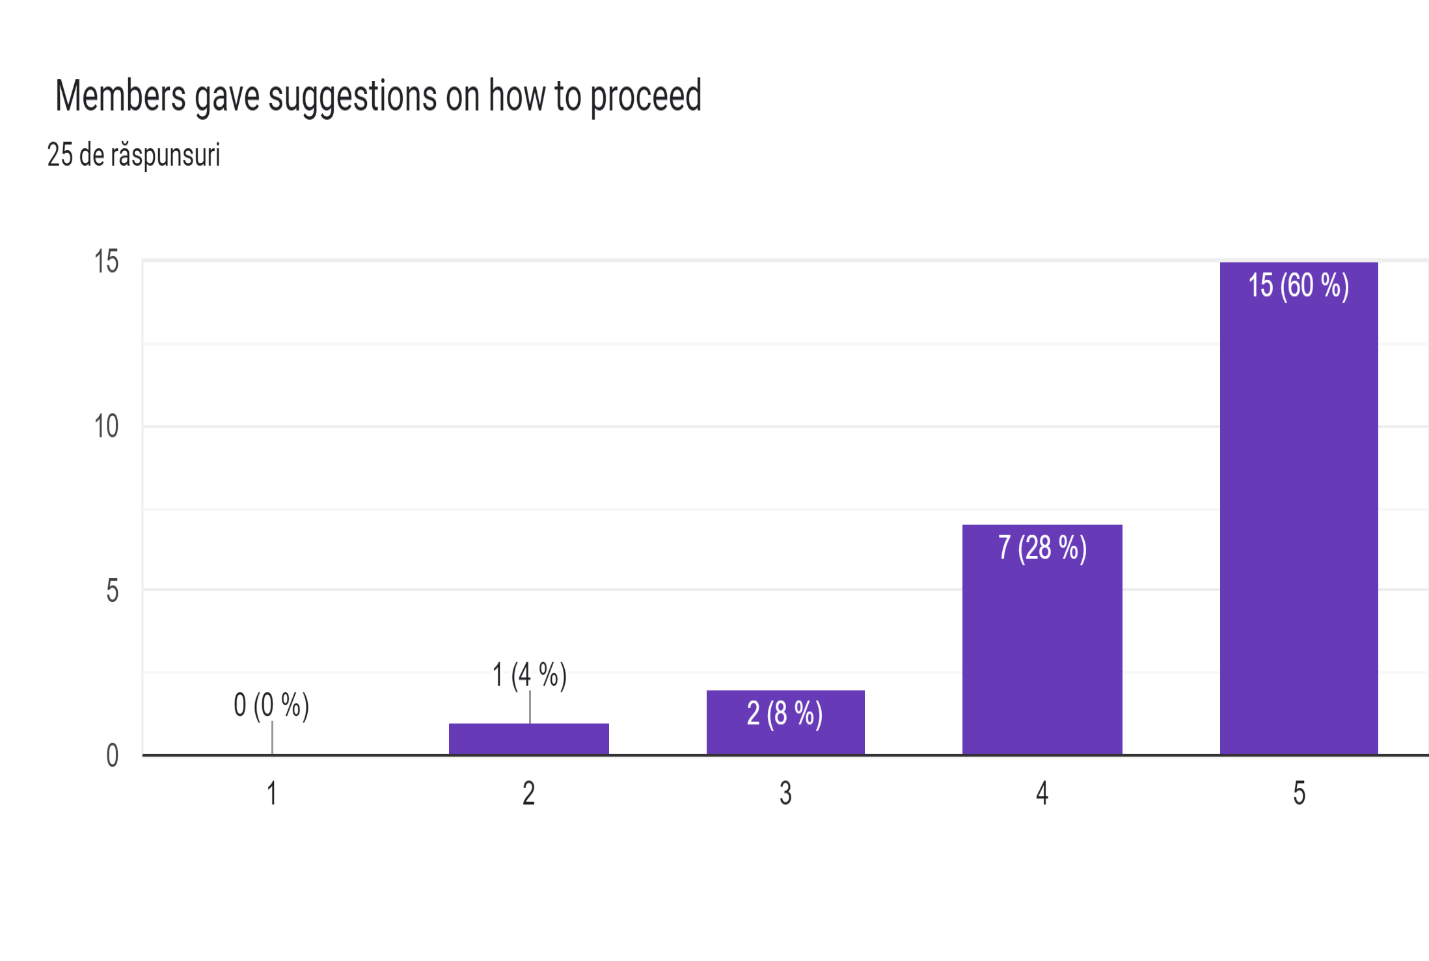 Members gave suggestions on how to proceed
25 de răspunsuri
15
10
5
0
0 (0 %)
1 (4 %)
2 (8 %)
7 (28 %)
15 (60 %)
1
2
3
4
5